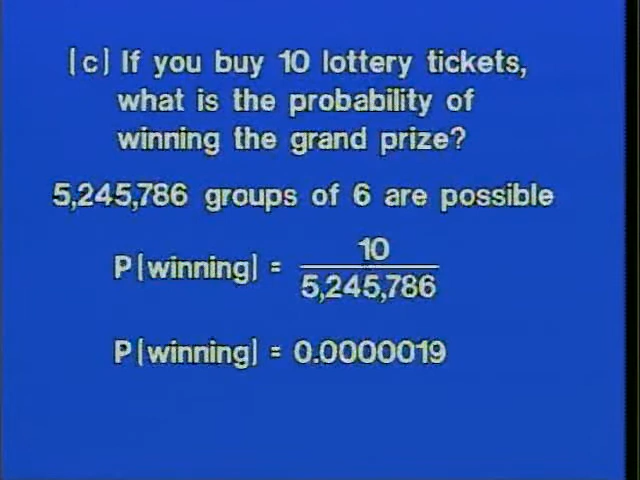 (c) If you buy 10 lottery tickets,
what is the probability of
winning the grand prize?
5,245,786 groups of 6 are possible
P(winning) = 10
5,245,786
P(winning) = 0.0000019